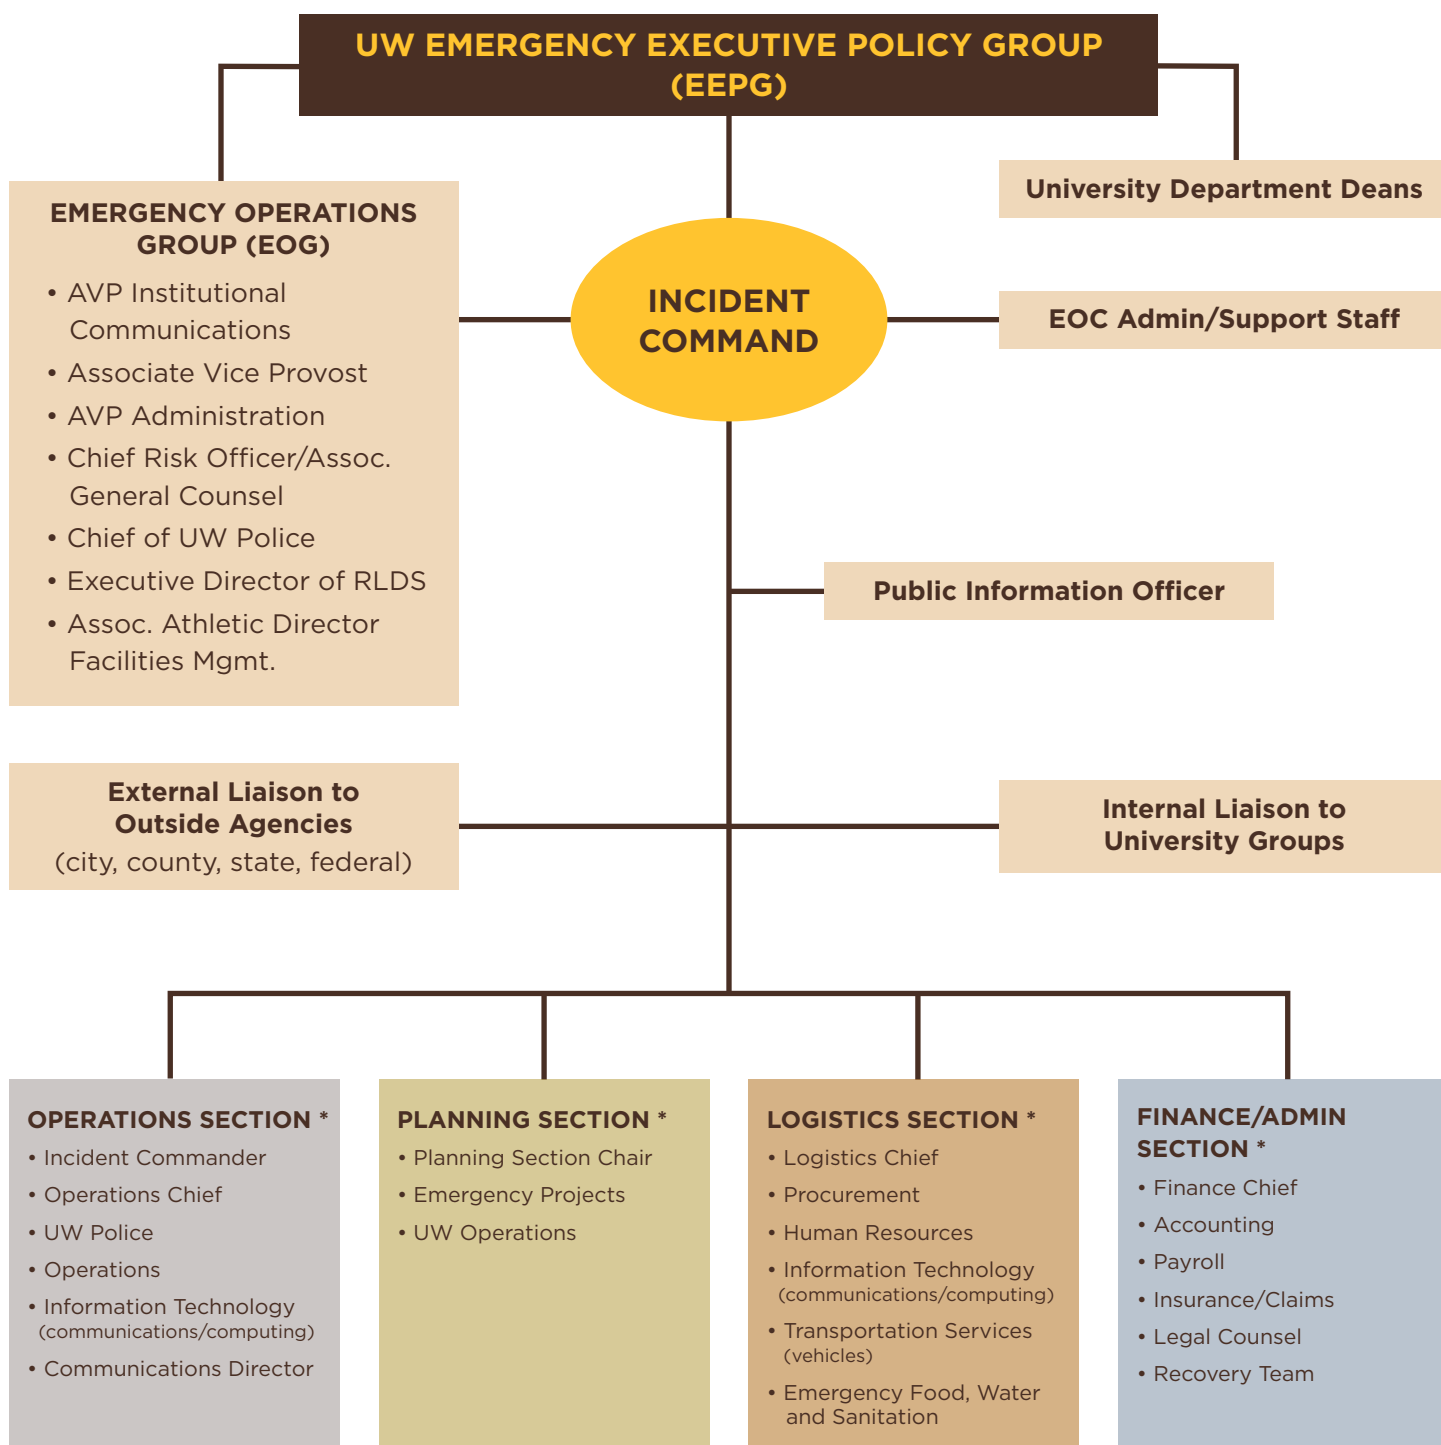 UW EMERGENCY EXECUTIVE POLICY GROUP
(EEPG)
University Department Deans
EMERGENCY OPERATIONS
GROUP (EOG)
• AVP Institutional
Communications
• Associate Vice Provost
• AVP Administration
• Chief Risk Officer/Assoc.
General Counsel
• Chief of UW Police
• Executive Director of RLDS
• Assoc. Athletic Director
Facilities Mgmt.
INCIDENT
COMMAND
EOC Admin/Support Staff
Public Information Officer
External Liaison to
Outside Agencies
(city, county, state, federal)
Internal Liaison to
University Groups
OPERATIONS SECTION *
• Incident Commander
• Operations Chief
• UW Police
• Operations
• Information Technology
(communications/computing)
• Communications Director
PLANNING SECTION *
• Planning Section Chair
• Emergency Projects
• UW Operations
LOGISTICS SECTION *
• Logistics Chief
• Procurement
• Human Resources
• Information Technology
(communications/computing)
• Transportation Services
(vehicles)
• Emergency Food, Water
and Sanitation
FINANCE/ADMIN
SECTION *
• Finance Chief
• Accounting
• Payroll
• Insurance/Claims
• Legal Counsel
• Recovery Team